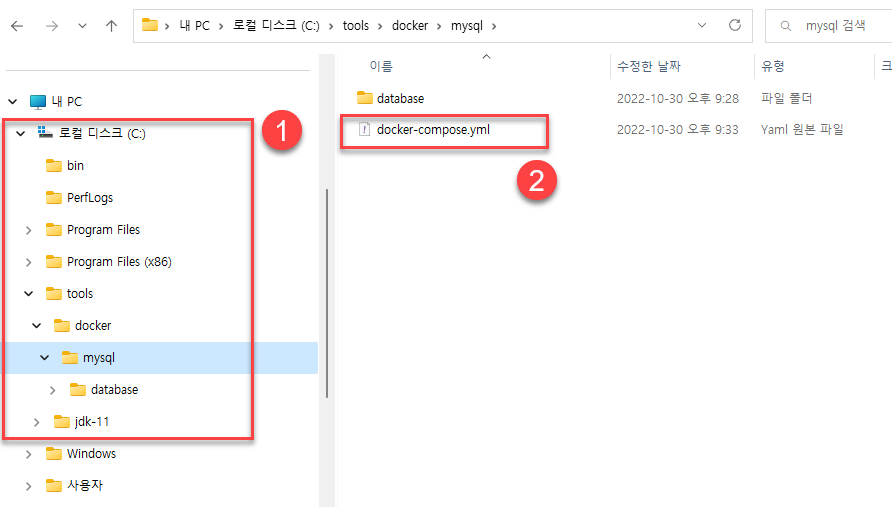 내 PC > 로컬 디스크 (C:) > tools > docker > mysql >
mysql 검색
내 PC
로컬 디스크 (C:)
bin
PerfLogs
Program Files
Program Files (x86)
tools
docker
mysql
database
jdk-11
Windows
사용자
1
이름 수정한 날짜 유형 크
database 2022-10-30 오후 9:28 파일 폴더
docker-compose.yml 2022-10-30 오후 9:33 Yaml 원본 파일
2